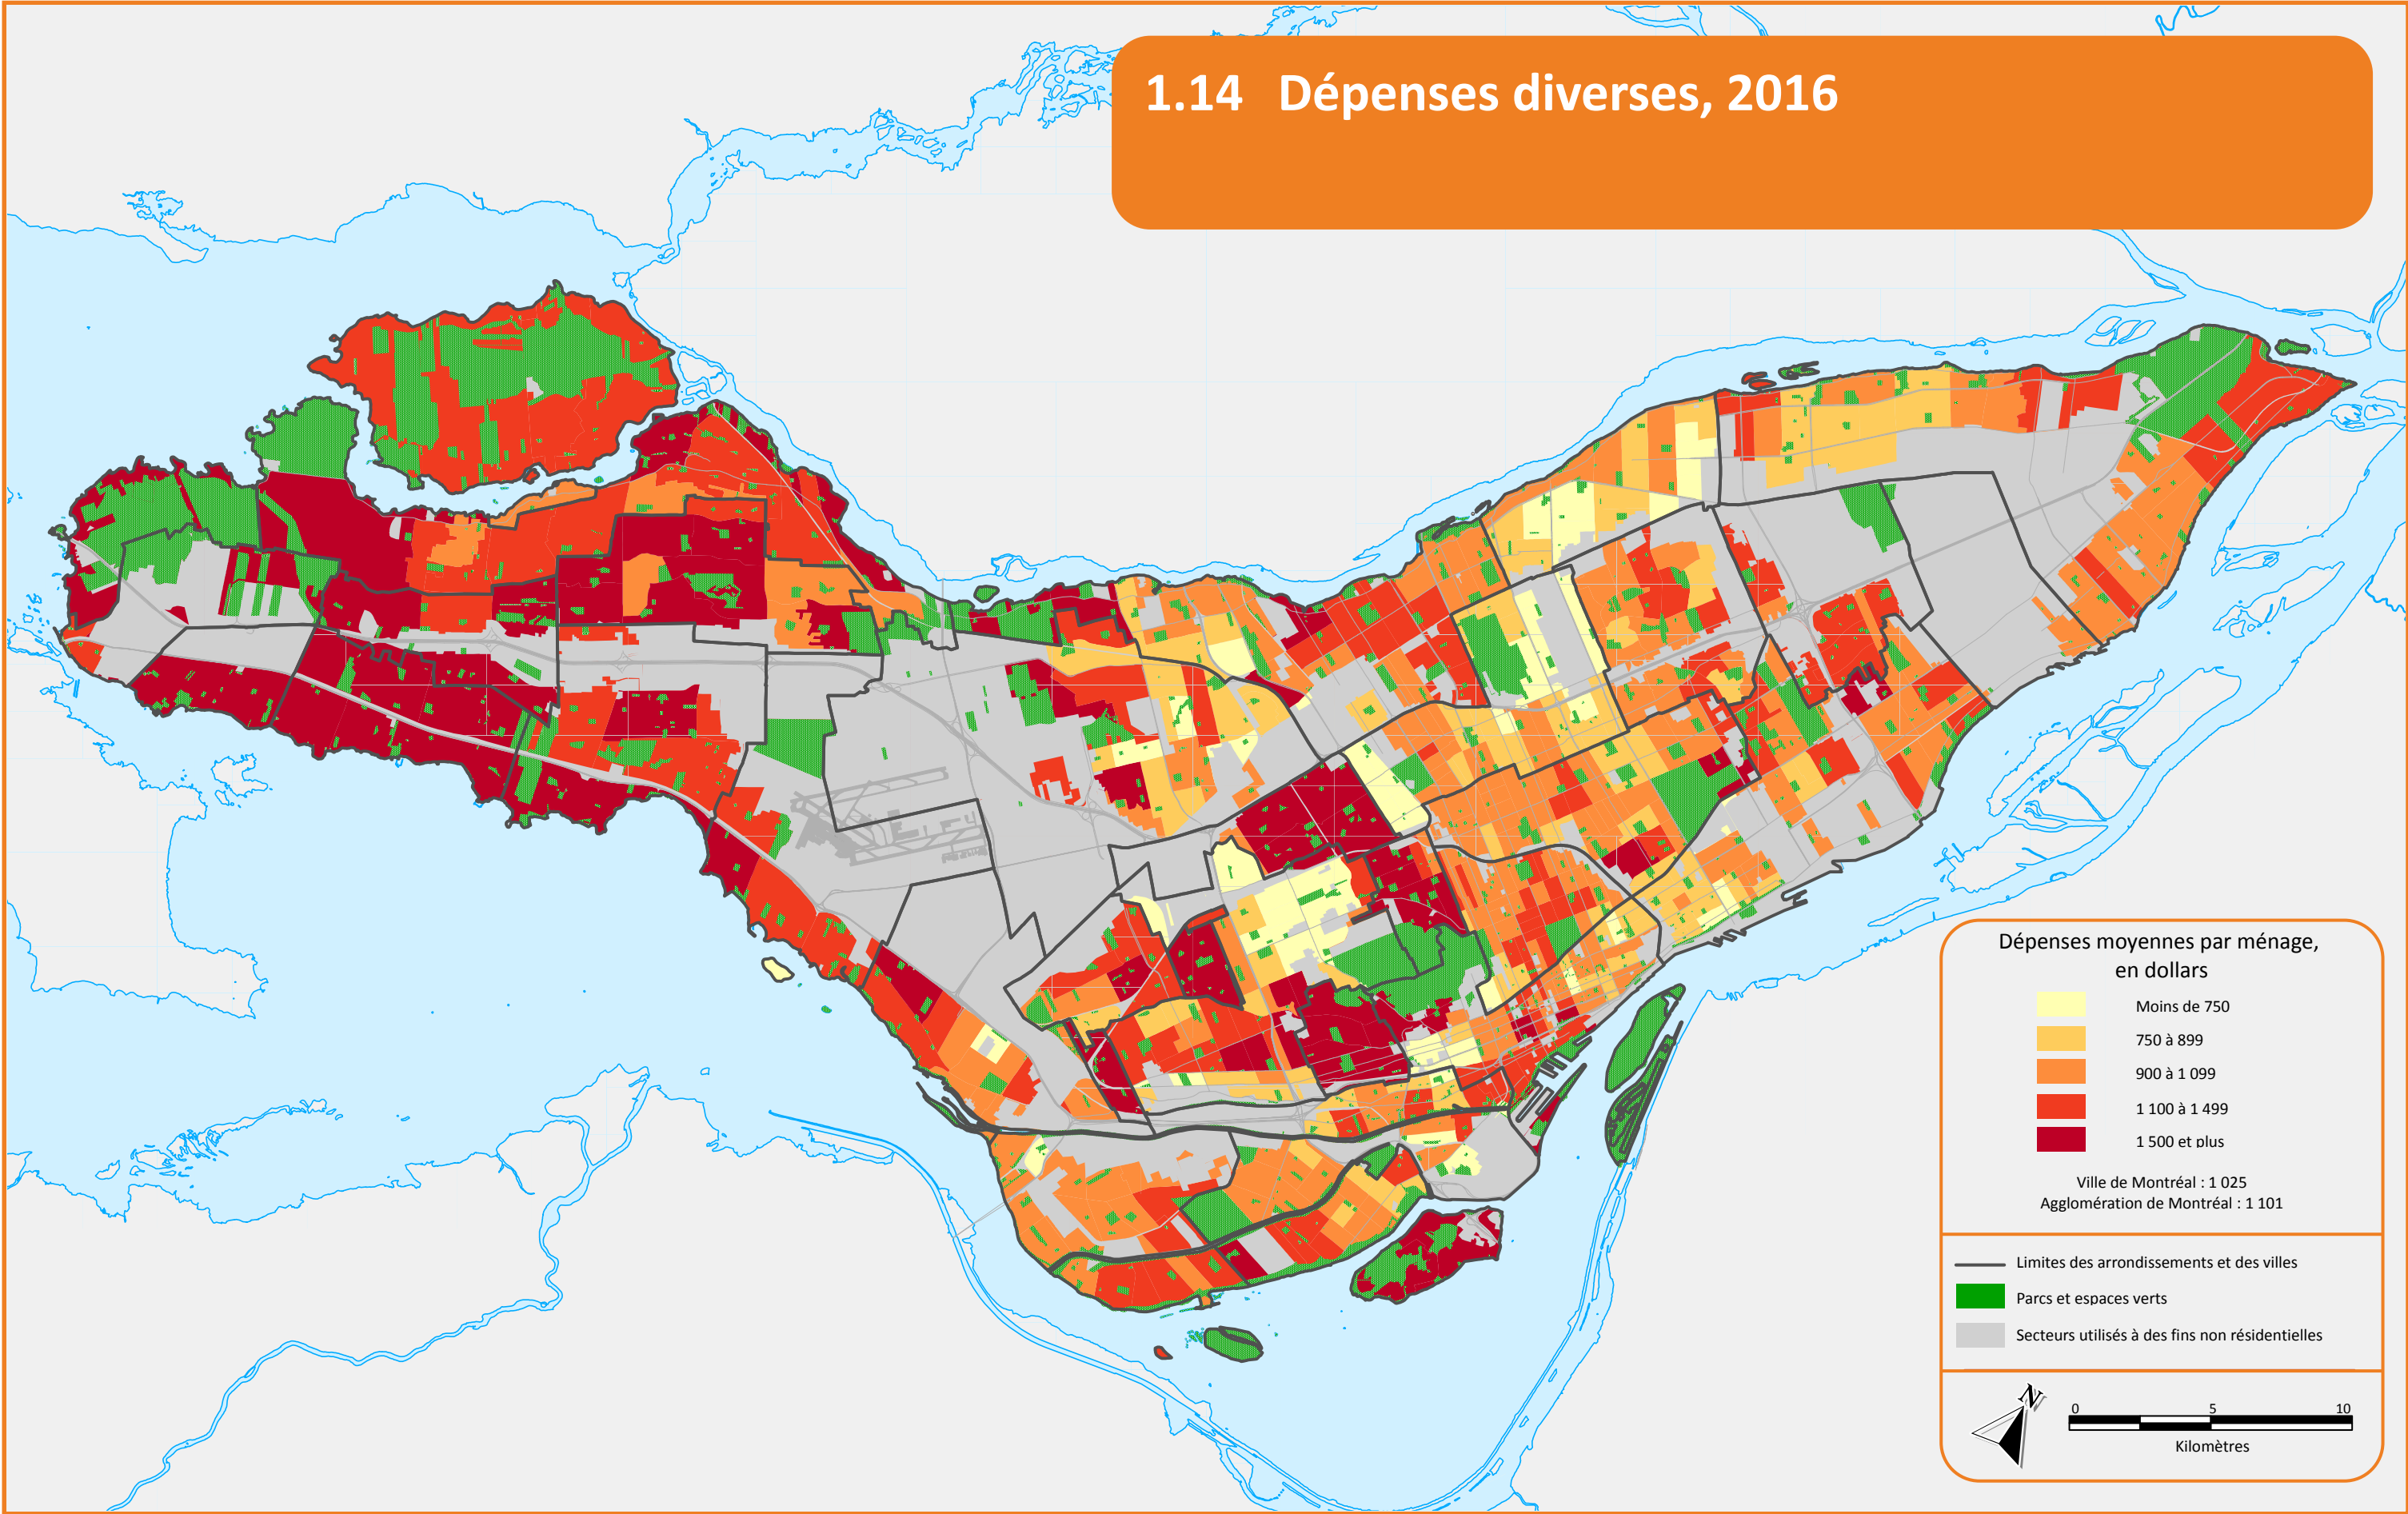 1.14 Dépenses diverses, 2016
Dépenses moyennes par ménage,
en dollars
Moins de 750
750 à 899
900 à 1 099
1 100 à 1 499
1 500 et plus
Ville de Montréal : 1 025
Agglomération de Montréal : 1 101
Limites des arrondissements et des villes
Parcs et espaces verts
Secteurs utilisés à des fins non résidentielles
N
0 5 10
Kilomètres